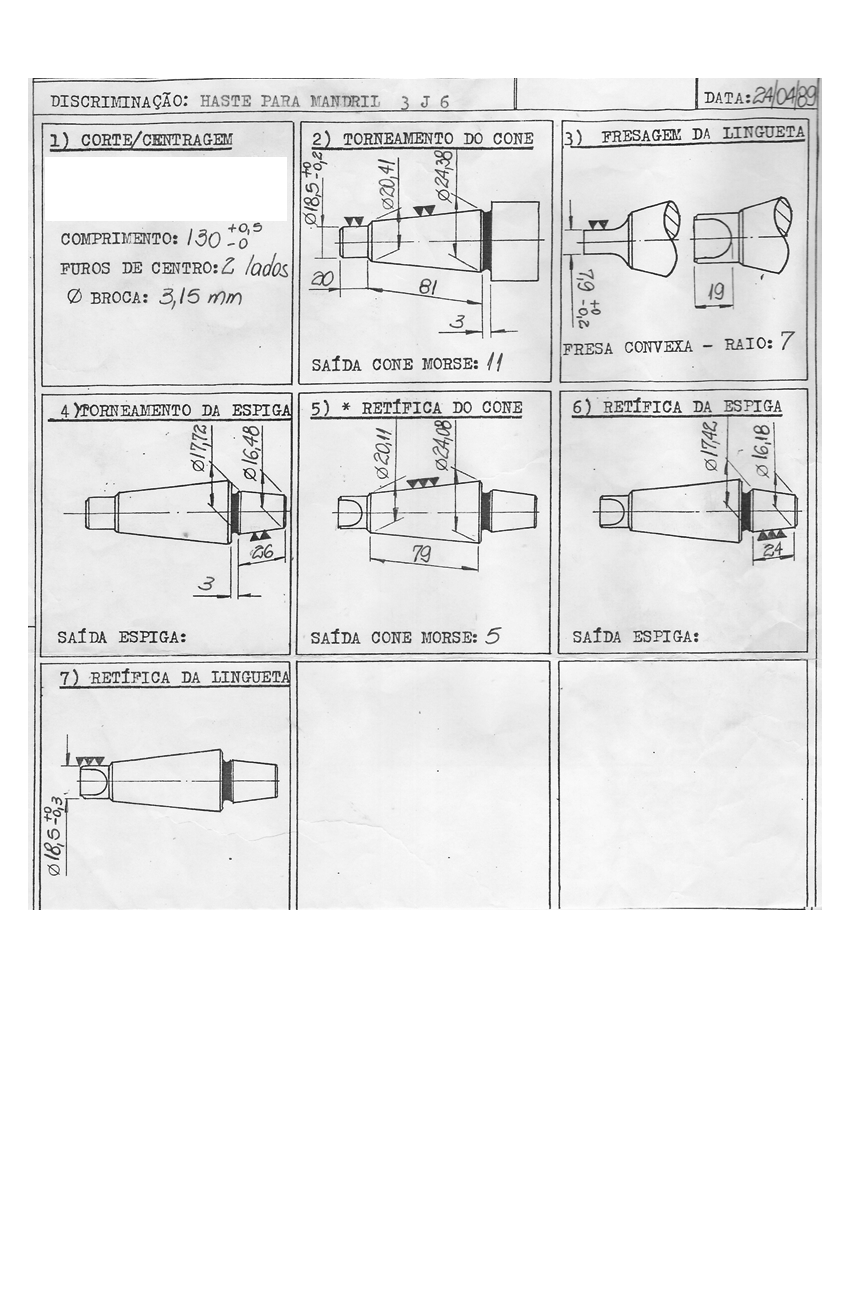 DISCRIMINAÇÃO: HASTE PARA MANDRIL 3 J 6
DATA: 24/04/89
1) CORTE/CENTRAGEM
COMPRIMENTO: 130 +0,5 -0
FUROS DE CENTRO: 2 lados
Ø BROCA: 3,15 mm
2) TORNEAMENTO DO CONE
Ø18,5 +0 -0,2
Ø20,41
Ø24,38
20
81
3
SAÍDA CONE MORSE: 11
3) FRESAGEM DA LINGUETA
7,9 +0 -0,2
19
FRESA CONVEXA - RAIO: 7
4) TORNEAMENTO DA ESPIGA
Ø17,72
Ø16,48
26
3
SAÍDA ESPIGA:
5) * RETÍFICA DO CONE
Ø20,11
Ø24,08
79
SAÍDA CONE MORSE: 5
6) RETÍFICA DA ESPIGA
Ø17,42
Ø16,18
24
SAÍDA ESPIGA:
7) RETÍFICA DA LINGUETA
Ø18,5 +0 -0,3